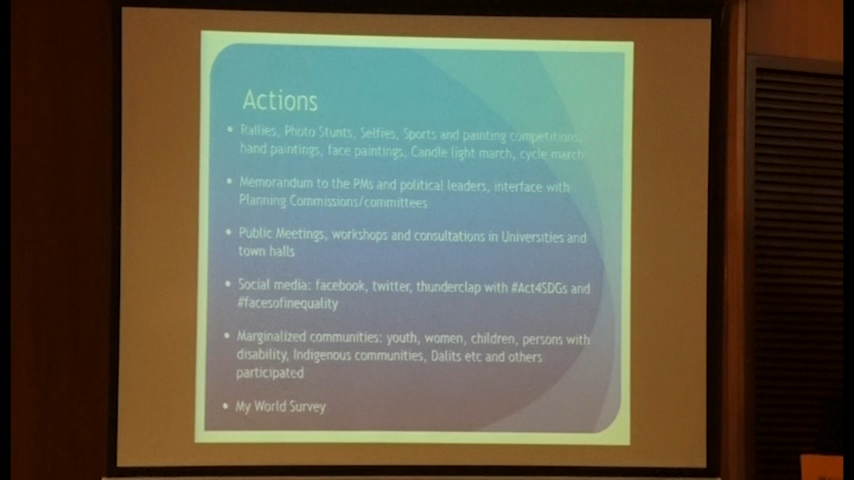 Actions
• Rallies, Photo Stunts, Selfies, Sports and painting competitions,
hand paintings, face paintings, Candle light march, cycle march
• Memorandum to the PMs and political leaders, interface with
Planning Commissions/committees
• Public Meetings, workshops and consultations in Universities and
town halls
• Social media: facebook, twitter, thunderclap with #Act4SDGs and
#facesofinequality
• Marginalized communities: youth, women, children, persons with
disability, Indigenous communities, Dalits etc and others
participated
• My World Survey